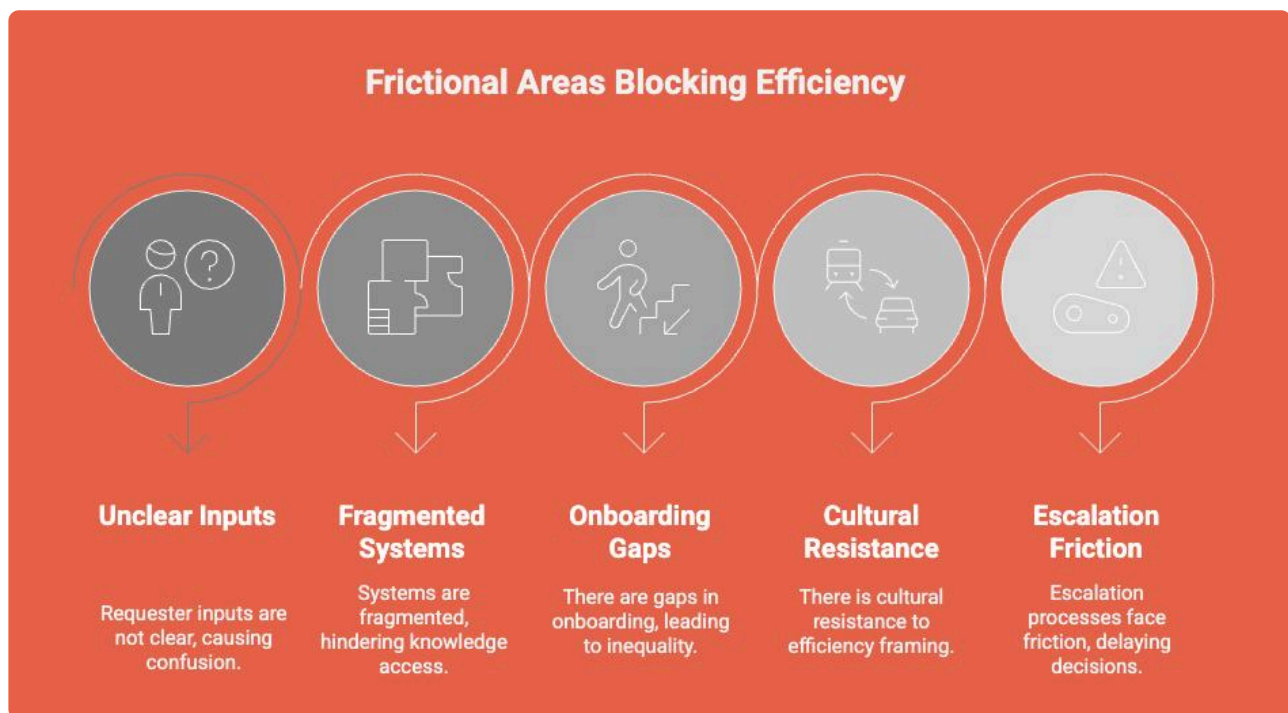 Frictional Areas Blocking Efficiency
?
Unclear Inputs
Requester inputs are
not clear, causing
confusion.
Fragmented
Systems
Systems are
fragmented,
hindering knowledge
access.
Onboarding
Gaps
There are gaps in
onboarding, leading
to inequality.
Cultural
Resistance
There is cultural
resistance to
efficiency framing.
Escalation
Friction
Escalation
processes face
friction, delaying
decisions.